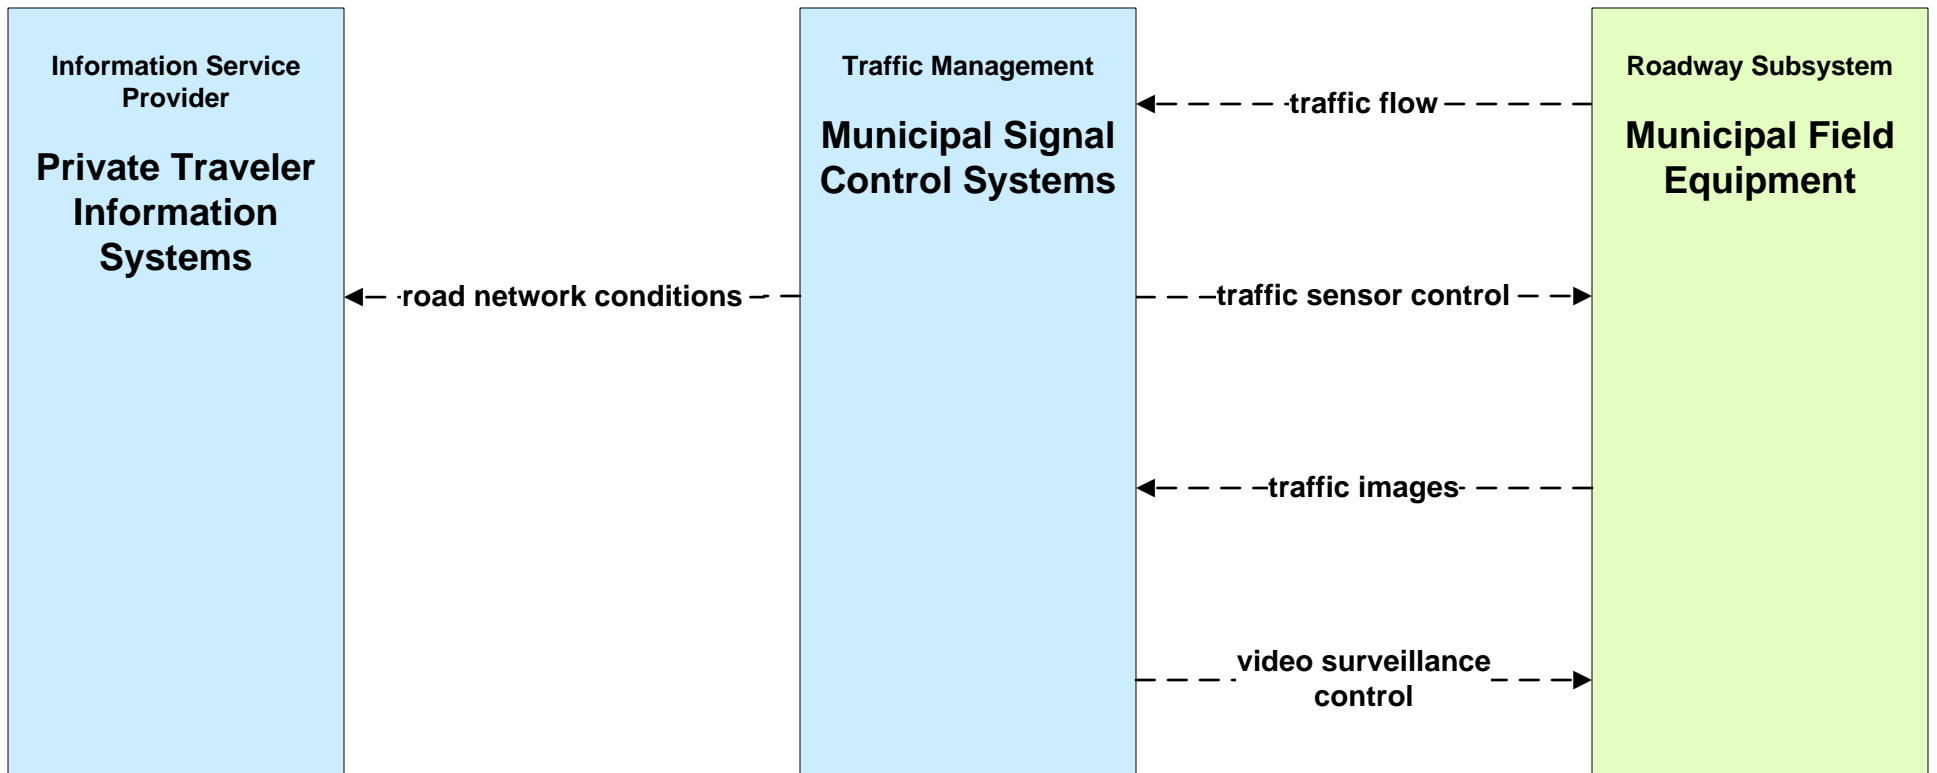 Information Service
Provider
Private Traveler
Information
Systems
Traffic Management
Municipal Signal
Control Systems
Roadway Subsystem
Municipal Field
Equipment
traffic flow
road network conditions
traffic sensor control
traffic images
video surveillance
control